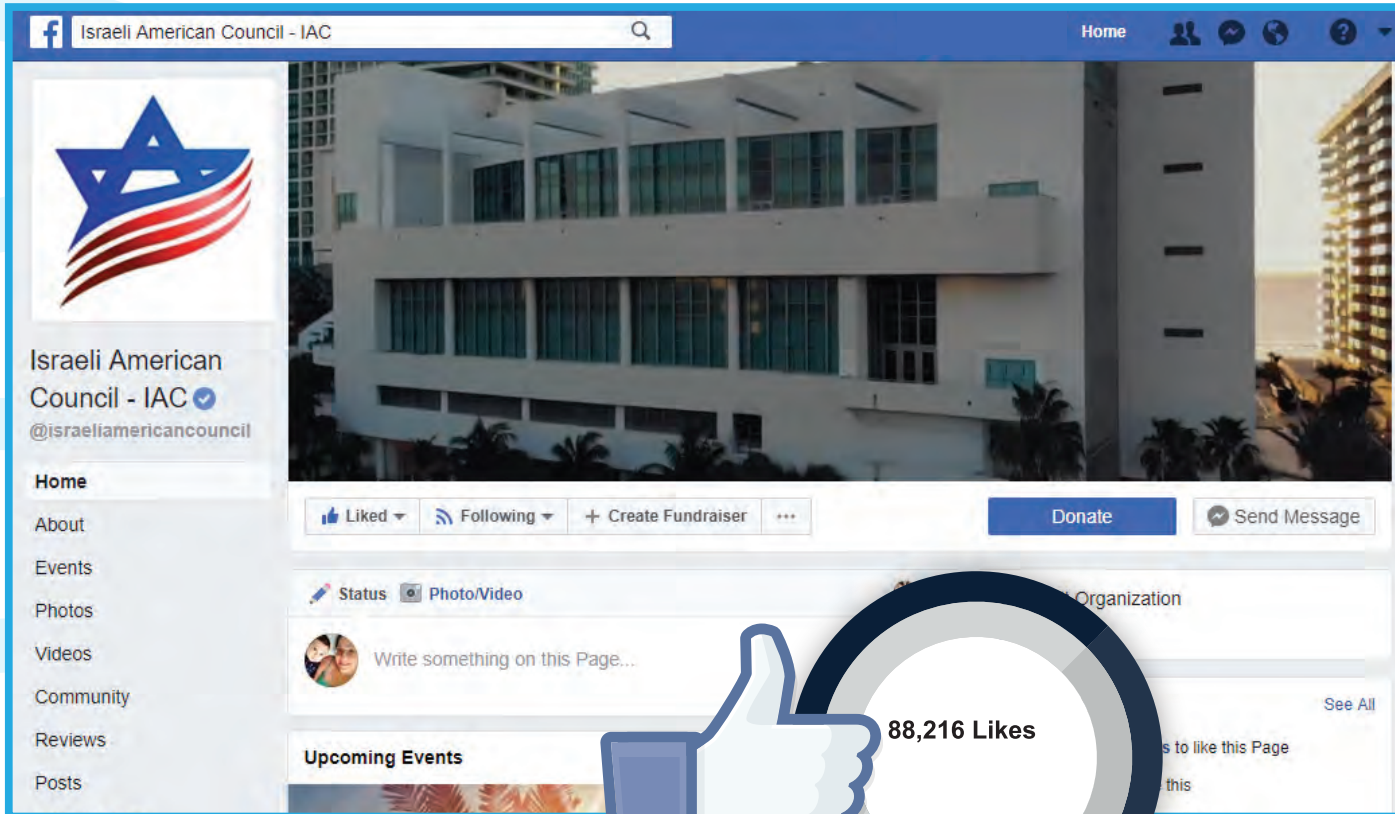 Israeli American Council - IAC
Home
Israeli American
Council - IAC
@israeliamericancouncil
Home
About
Events
Photos
Videos
Community
Reviews
Posts
Liked
Following
+ Create Fundraiser
...
Donate
Send Message
Status
Photo/Video
Organization
Write something on this Page...
See All
88,216 Likes
s to like this Page
this
Upcoming Events